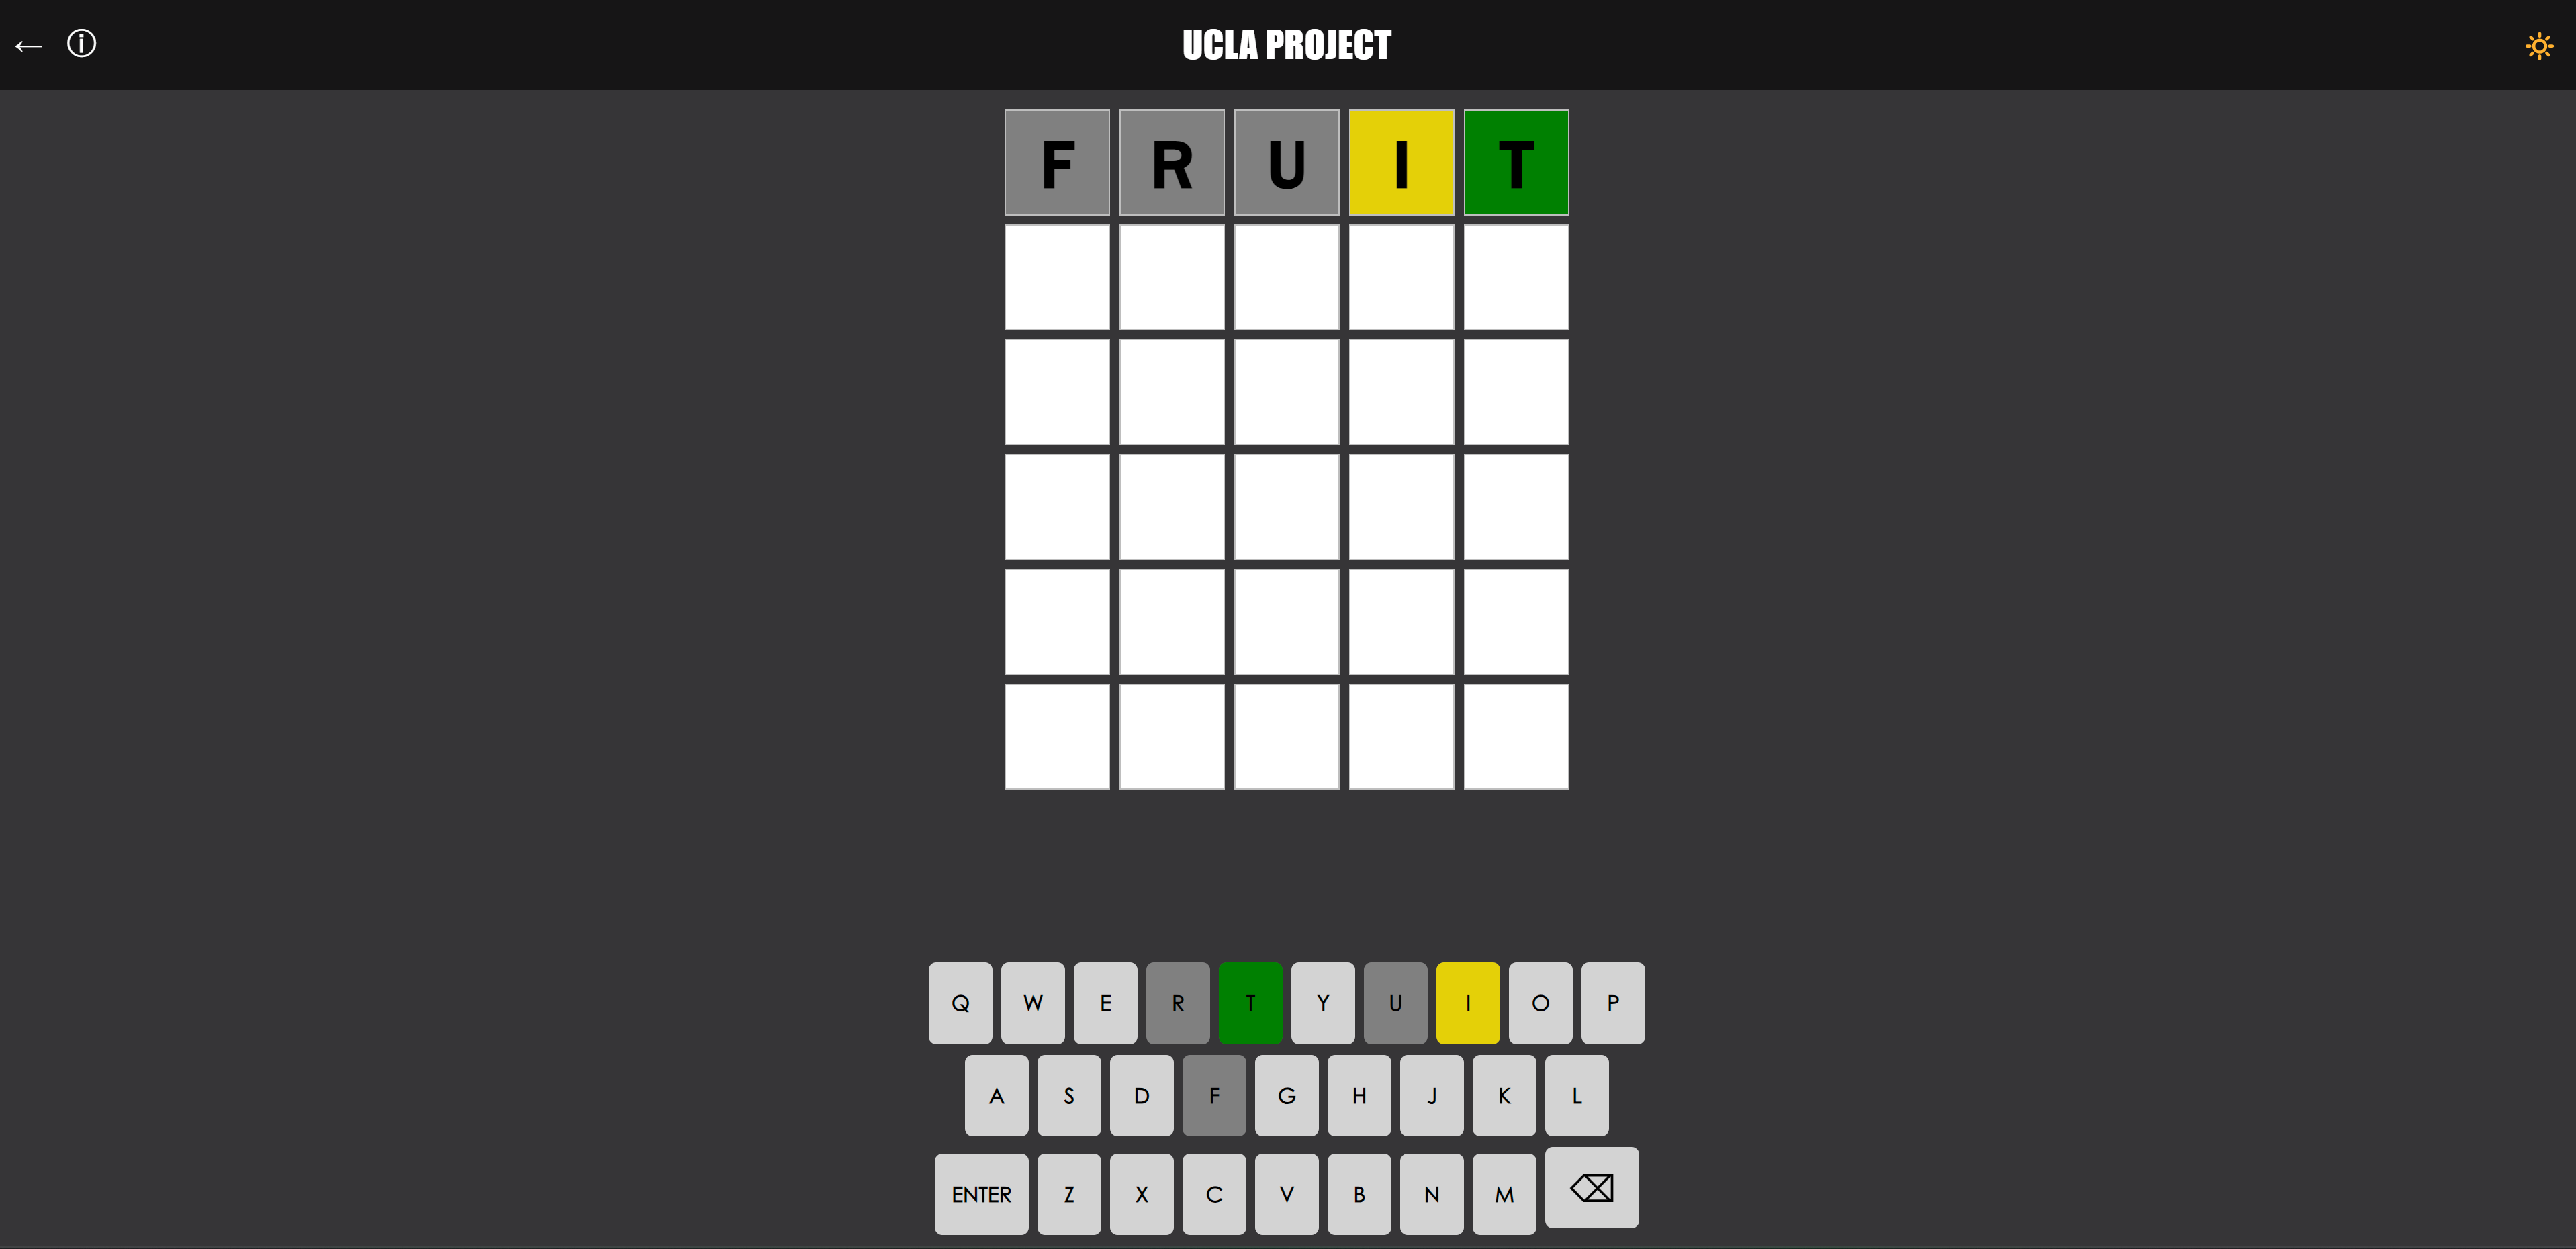 UCLA PROJECT
F R U I T
Q W E R T Y U I O P
A S D F G H J K L
ENTER Z X C V B N M